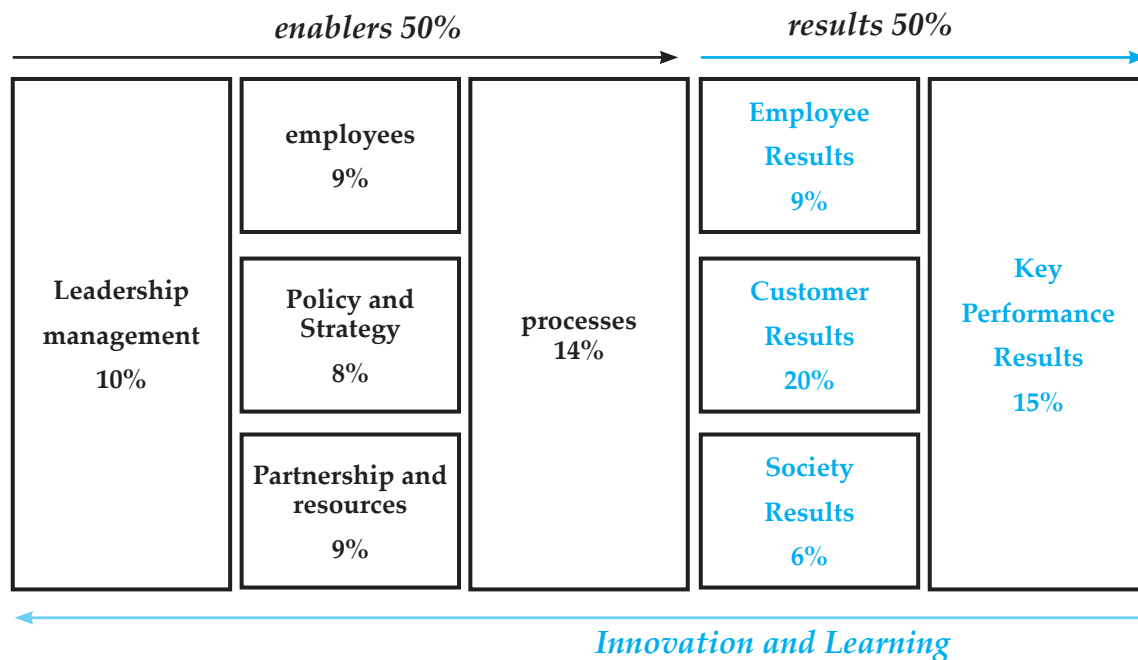 enablers 50%
results 50%
Leadership
management
10%
employees
9%
Policy and
Strategy
8%
Partnership and
resources
9%
processes
14%
Employee
Results
9%
Customer
Results
20%
Society
Results
6%
Key
Performance
Results
15%
Innovation and Learning